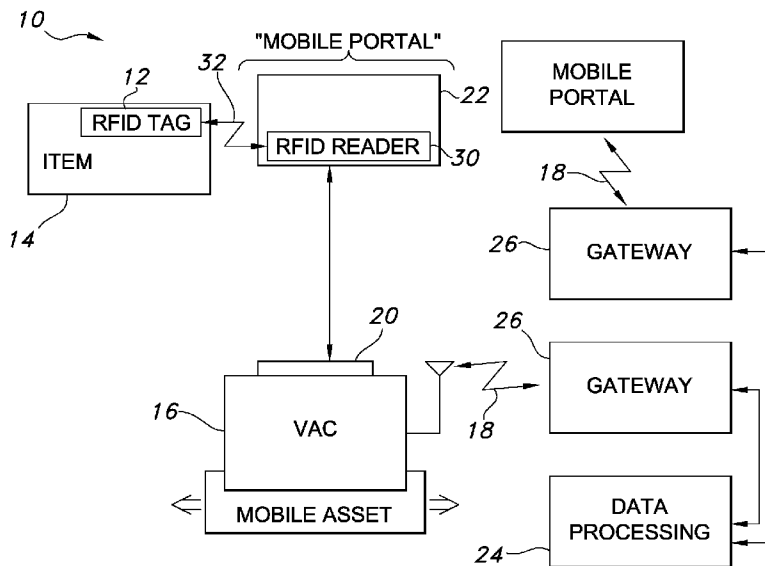 10
"MOBILE PORTAL"
12
32
RFID TAG
ITEM
14
22
RFID READER
30
MOBILE
PORTAL
18
26
GATEWAY
20
16
VAC
18
26
GATEWAY
MOBILE ASSET
DATA
PROCESSING
24